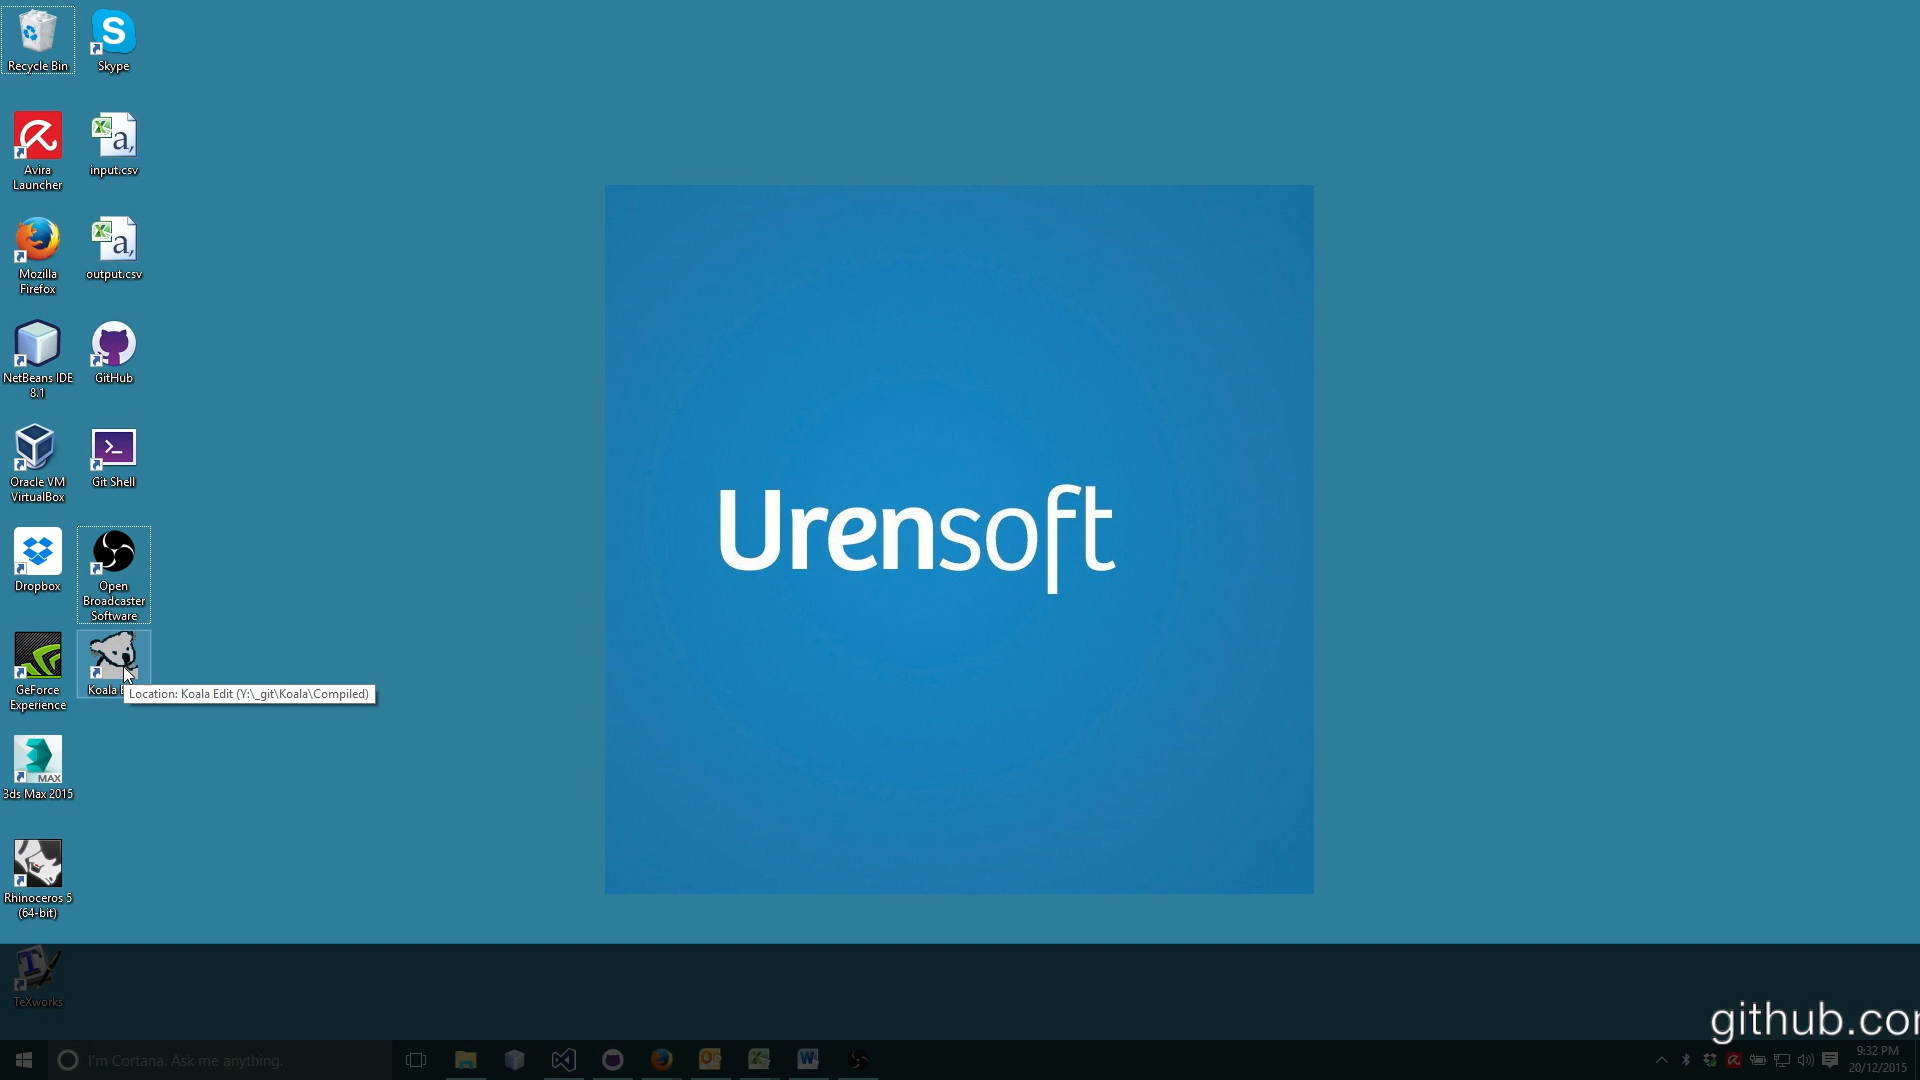 Recycle Bin
Skype
Avira
Launcher
input.csv
Mozilla
Firefox
output.csv
NetBeans IDE
8.1
GitHub
Oracle VM
VirtualBox
Git Shell
Dropbox
Open
Broadcaster
Software
GeForce
Experience
Koala
Location: Koala Edit (Y:\_git\Koala\Compiled)
MAX
3ds Max 2015
Rhinoceros 5
(64-bit)
TeXworks
Urensoft
github.co
I'm Cortana. Ask me anything.
9:32 PM
20/12/2015